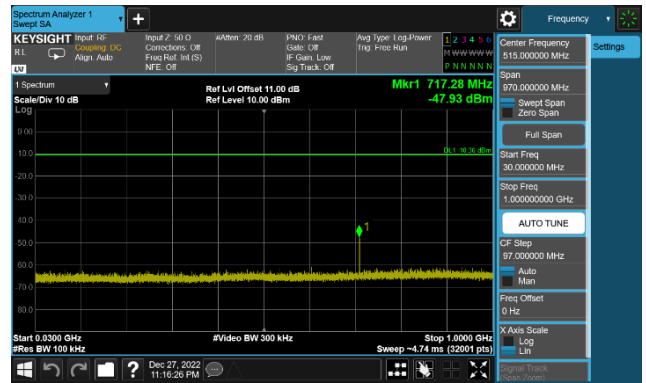 Spectrum Analyzer 1
Swept SA
Frequency
KEYSIGHT
RL
LXI
Input: RF
Coupling: DC
Align: Auto
Input Z: 50 Ω
Corrections: Off
Freq Ref: Int (S)
NFE: Off
#Atten: 20 dB
PNO: Fast
Gate: Off
IF Gain: Low
Sig Track: Off
Avg Type: Log-Power
Trig: Free Run
1 2 3 4 5 6
M W W W W W
P N N N N N
1 Spectrum
Scale/Div 10 dB
Log
Ref Lvl Offset 11.00 dB
Ref Level 10.00 dBm
Mkr1 717.28 MHz
-47.93 dBm
0.00
-10.0
DL1 -10.36 dBm
-20.0
-30.0
-40.0
1
-50.0
-60.0
-70.0
-80.0
Start 0.0300 GHz
#Res BW 100 kHz
#Video BW 300 kHz
Stop 1.0000 GHz
Sweep ~4.74 ms (32001 pts)
Dec 27, 2022
11:16:26 PM
Center Frequency
515.000000 MHz
Settings
Span
970.000000 MHz
Swept Span
Zero Span
Full Span
Start Freq
30.000000 MHz
Stop Freq
1.000000000 GHz
AUTO TUNE
CF Step
97.000000 MHz
Auto
Man
Freq Offset
0 Hz
X Axis Scale
Log
Lin
Signal Track
(Span Zoom)